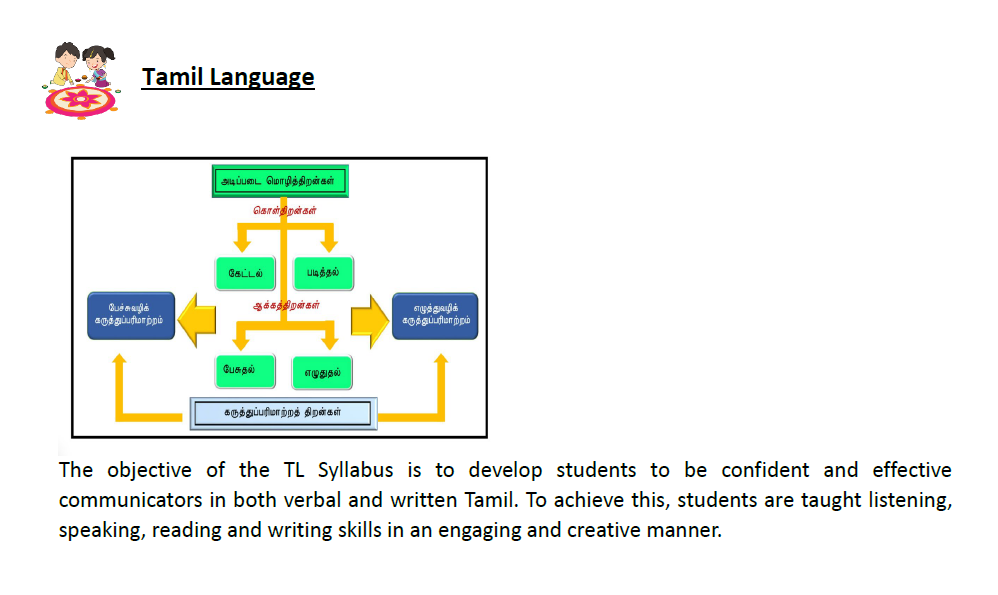 Tamil Language
அடிப்படை மொழித்திறன்கள்
கொள்திறன்கள்
கேட்டல்
படித்தல்
ஆக்கத்திறன்கள்
பேச்சுவழிக்
கருத்துப்பரிமாற்றம்
எழுத்துவழிக்
கருத்துப்பரிமாற்றம்
பேசுதல்
எழுதுதல்
கருத்துப்பரிமாற்றத் திறன்கள்
The objective of the TL Syllabus is to develop students to be confident and effective
communicators in both verbal and written Tamil. To achieve this, students are taught listening,
speaking, reading and writing skills in an engaging and creative manner.